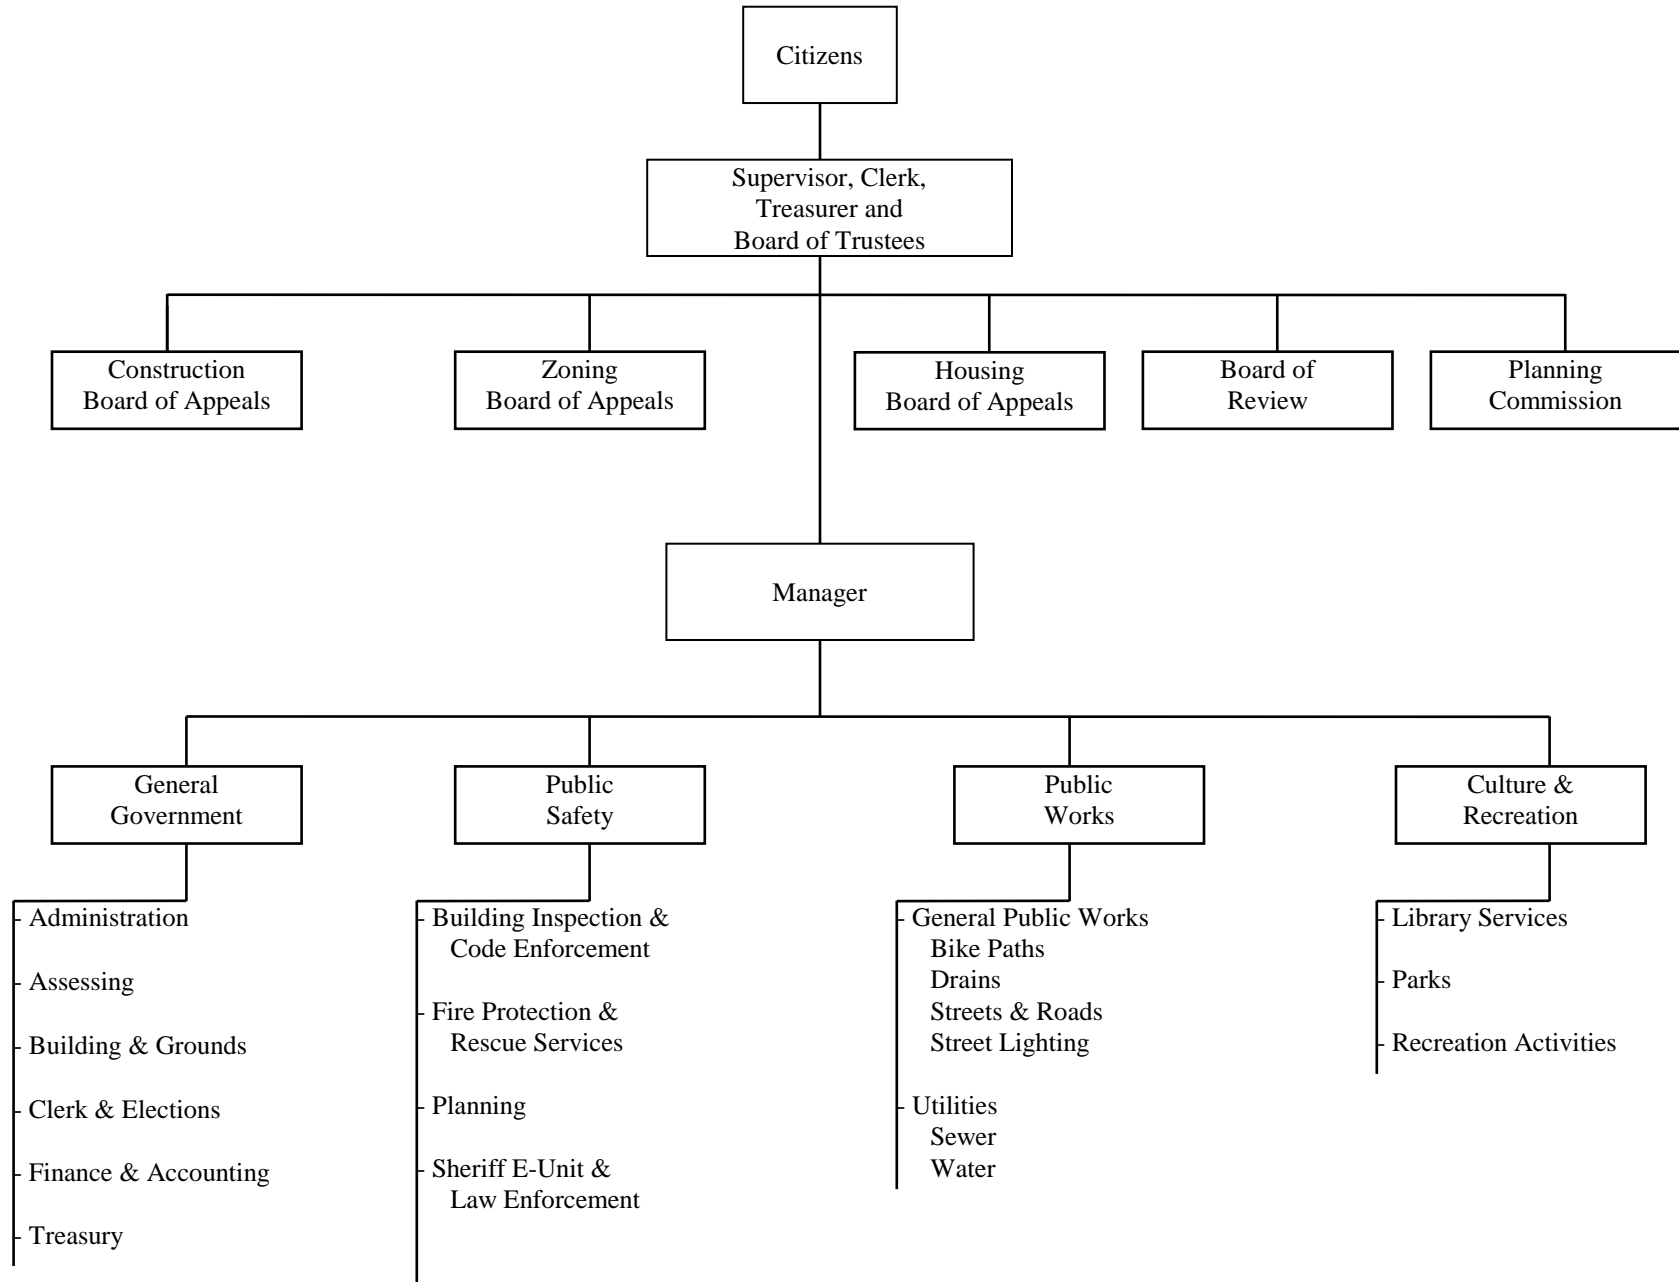 Citizens
Supervisor, Clerk,
Treasurer and
Board of Trustees
Construction
Board of Appeals
Zoning
Board of Appeals
Housing
Board of Appeals
Board of
Review
Planning
Commission
Manager
General
Government
Public
Safety
Public
Works
Culture &
Recreation
- Administration
- Assessing
- Building & Grounds
- Clerk & Elections
- Finance & Accounting
- Treasury
- Building Inspection &
Code Enforcement
- Fire Protection &
Rescue Services
- Planning
- Sheriff E-Unit &
Law Enforcement
- General Public Works
Bike Paths
Drains
Streets & Roads
Street Lighting
- Utilities
Sewer
Water
- Library Services
- Parks
- Recreation Activities